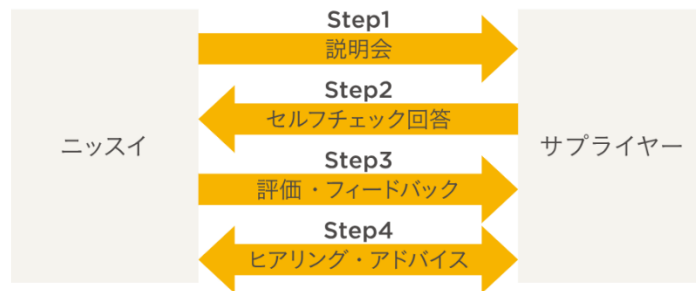 ニッスイ
Step1
説明会
Step2
セルフチェック回答
Step3
評価・フィードバック
Step4
ヒアリング・アドバイス
サプライヤー